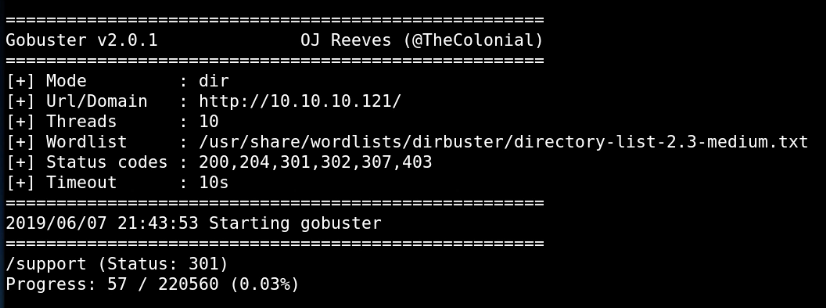 =====================================================
Gobuster v2.0.1              OJ Reeves (@TheColonial)
=====================================================
[+] Mode         : dir
[+] Url/Domain   : http://10.10.10.121/
[+] Threads      : 10
[+] Wordlist     : /usr/share/wordlists/dirbuster/directory-list-2.3-medium.txt
[+] Status codes : 200,204,301,302,307,403
[+] Timeout      : 10s
=====================================================
2019/06/07 21:43:53 Starting gobuster
=====================================================
/support (Status: 301)
Progress: 57 / 220560 (0.03%)